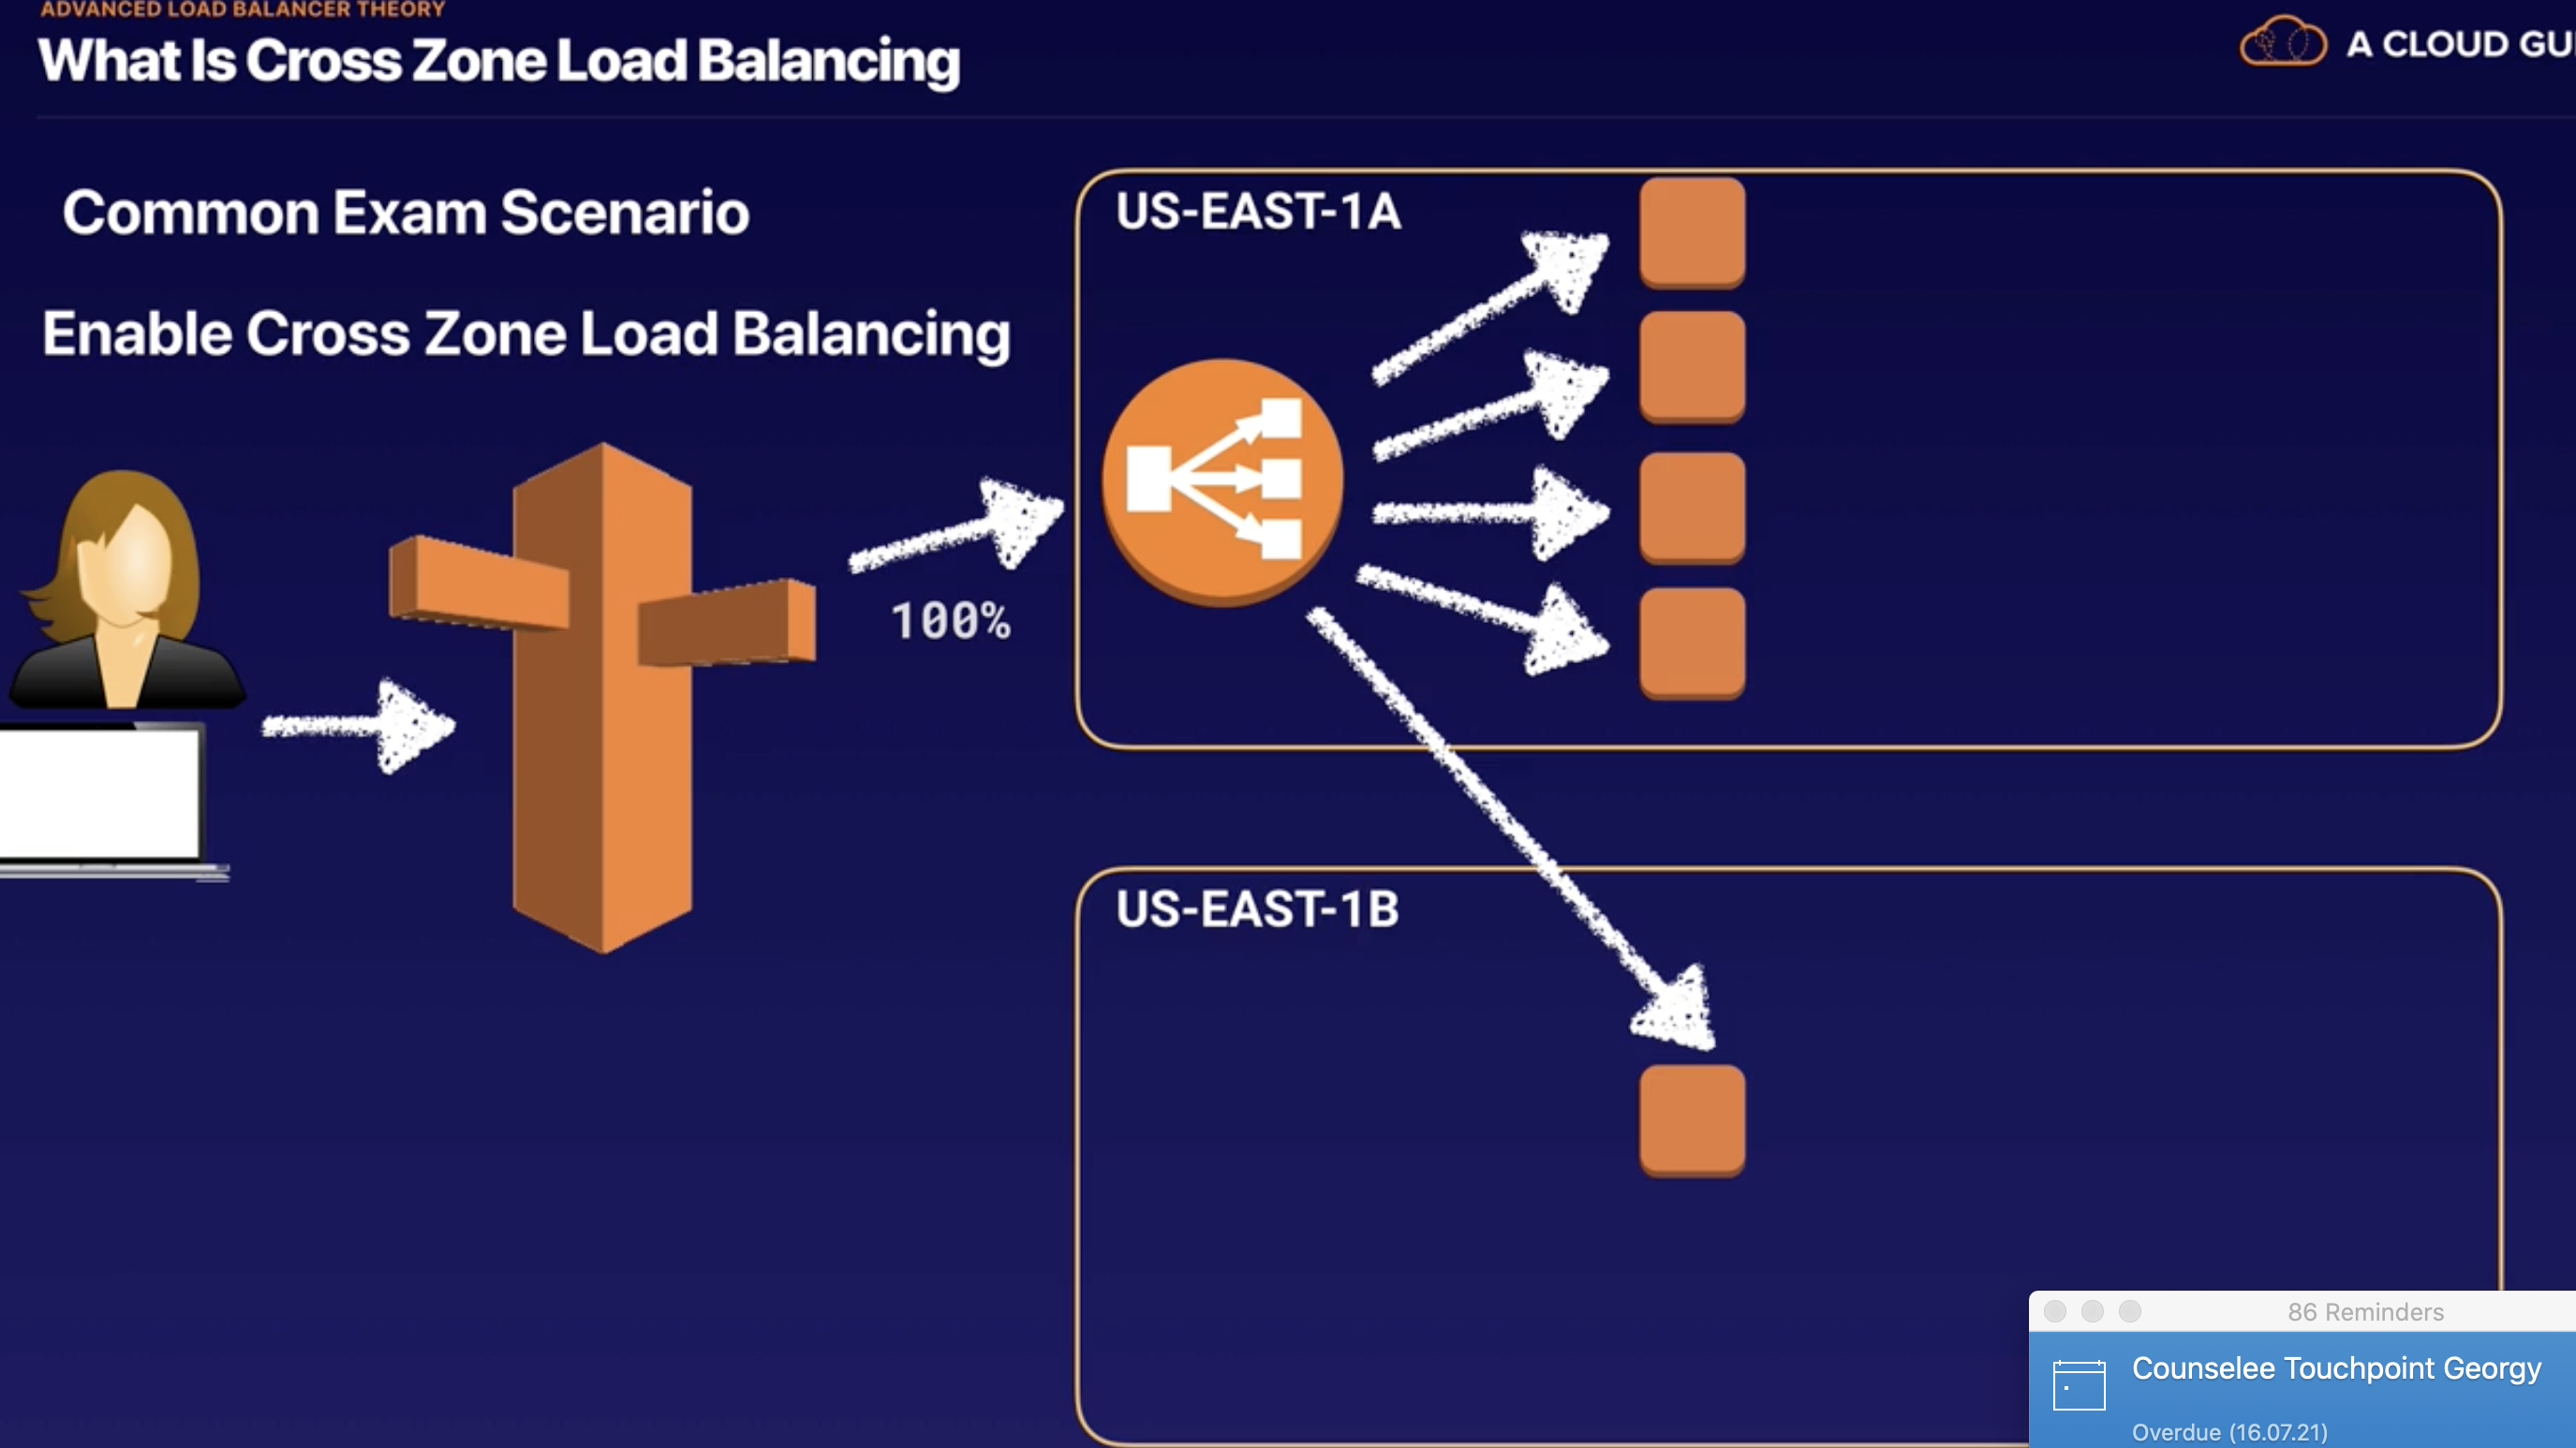 ADVANCED LOAD BALANCER THEORY
What Is Cross Zone Load Balancing
A CLOUD GU
Common Exam Scenario
Enable Cross Zone Load Balancing
100%
US-EAST-1A
US-EAST-1B
86 Reminders
Counselee Touchpoint Georgy
Overdue (16.07.21)